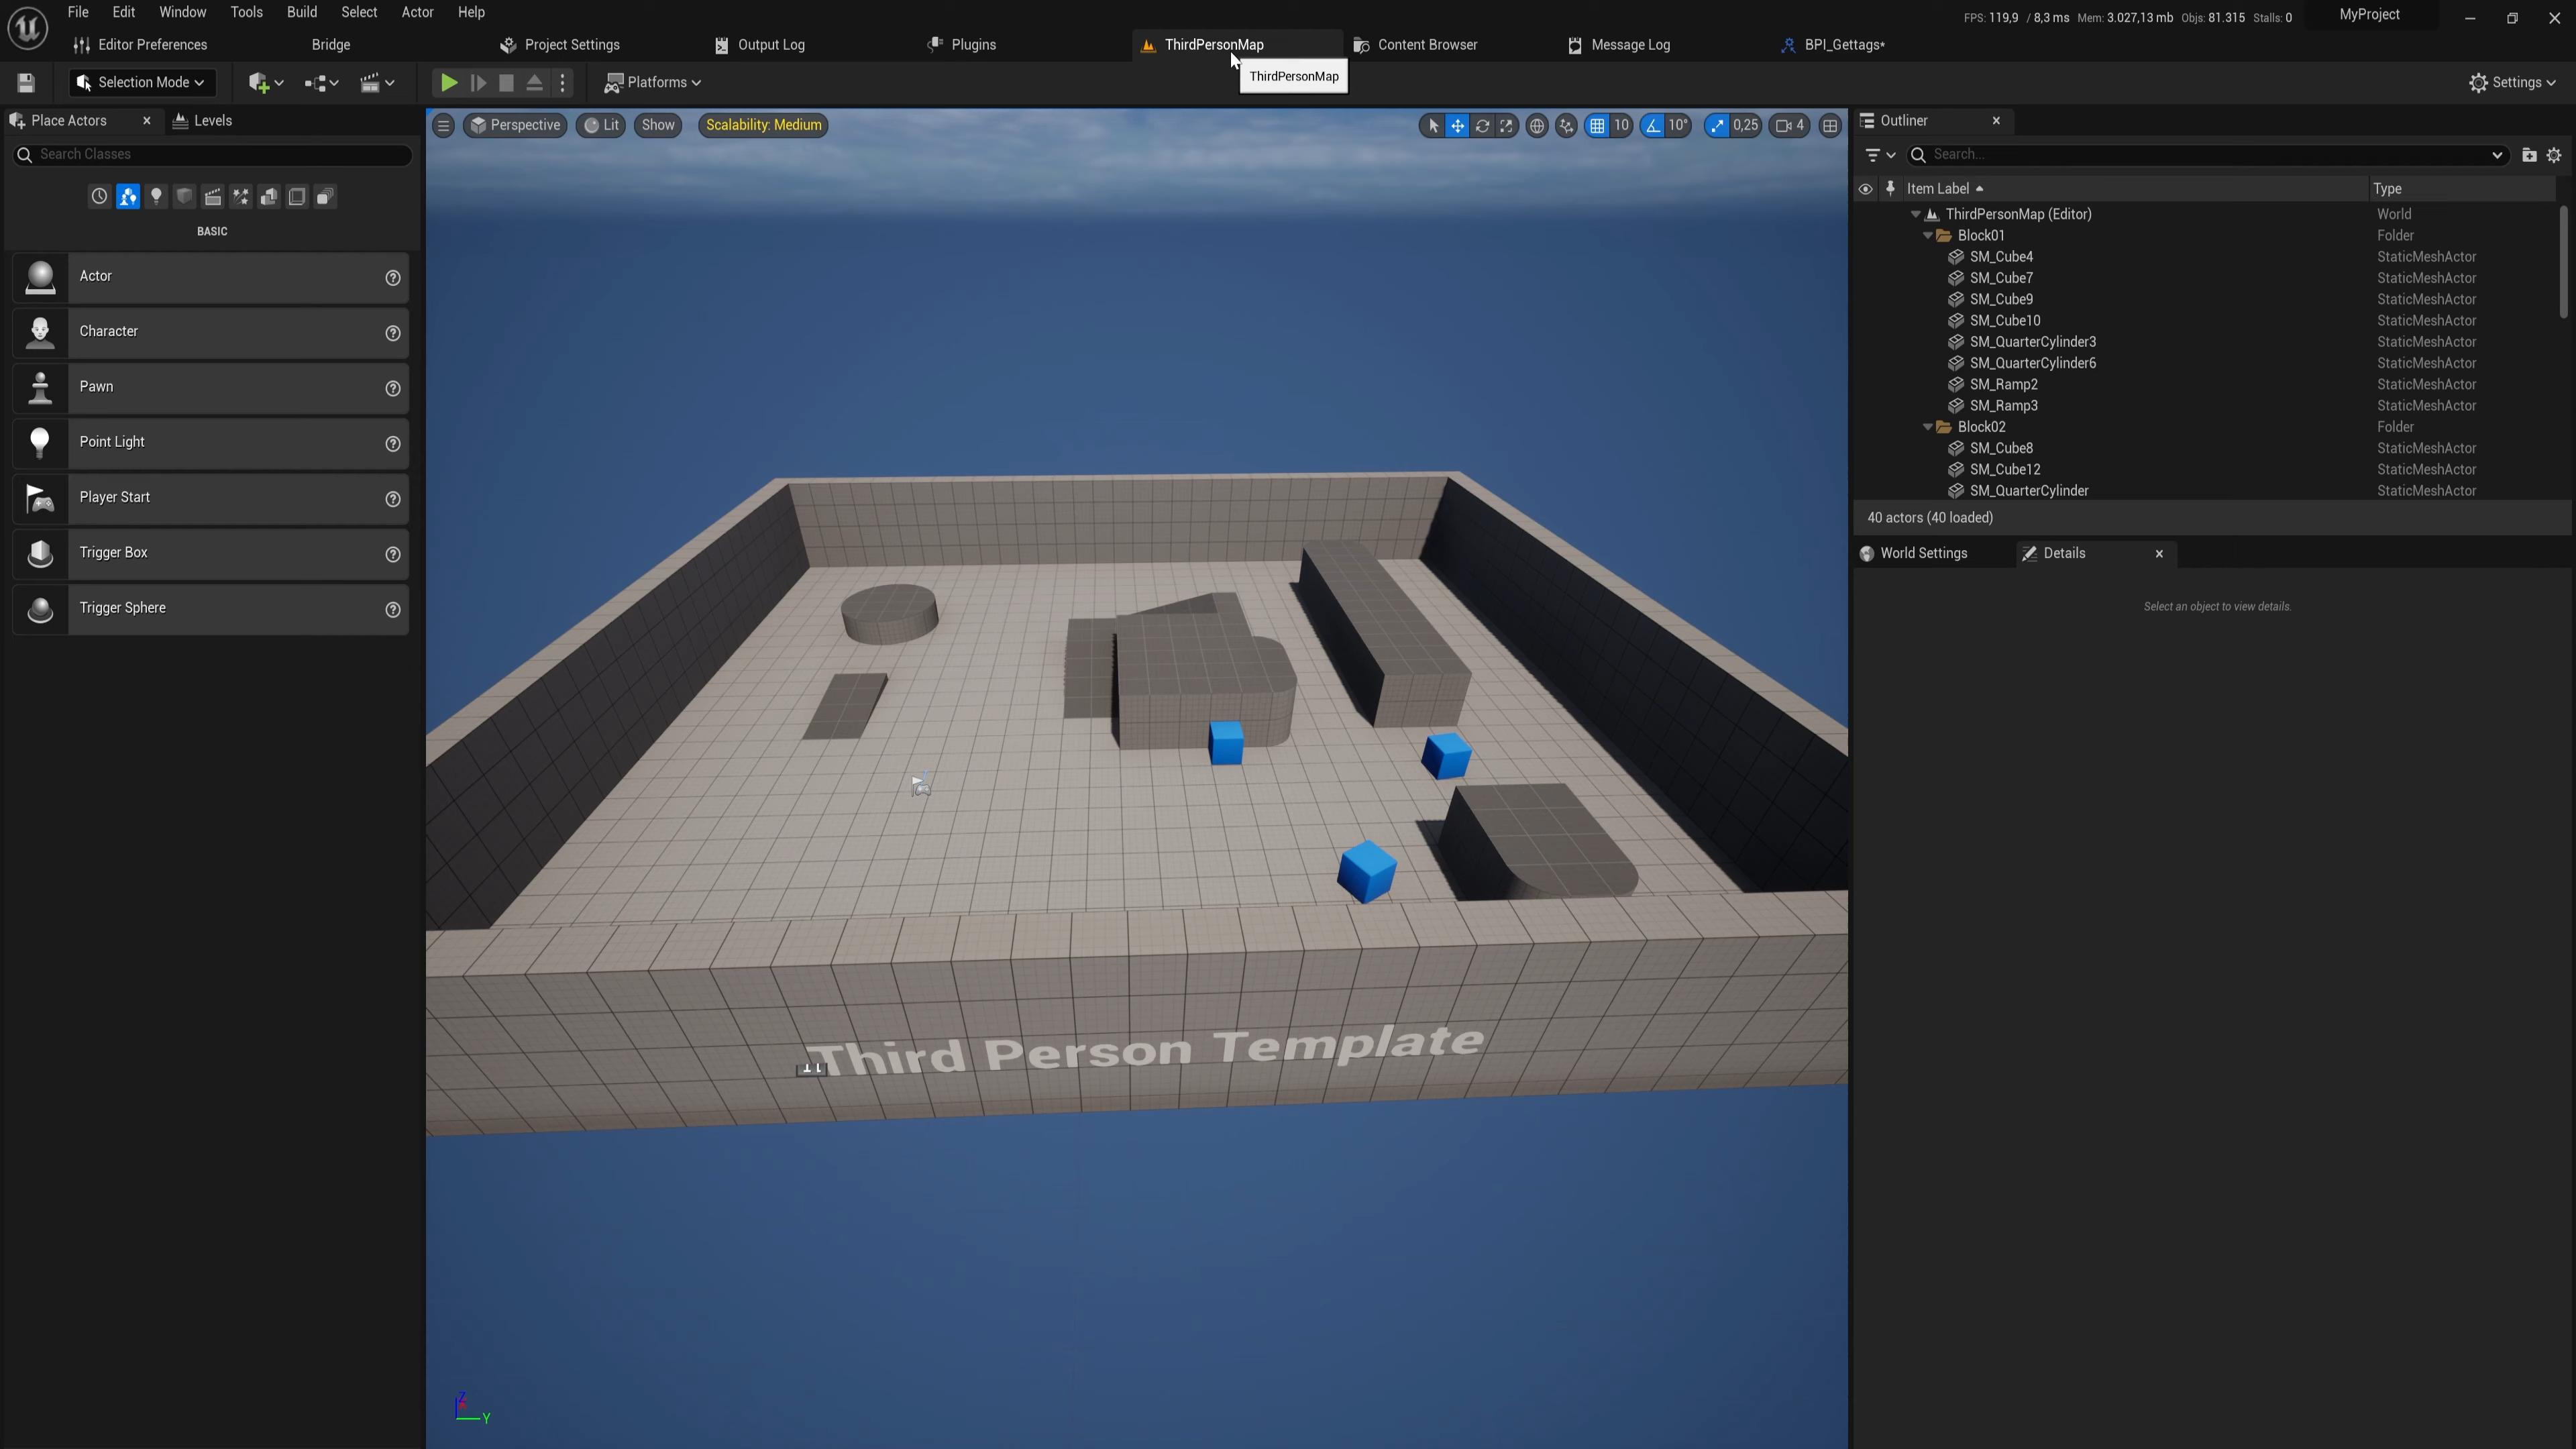 File Edit Window Tools Build Select Actor Help
FPS: 119,9 / 8,3 ms Mem: 3.027,13 mb Objs: 81.315 Stalls: 0 MyProject
Editor Preferences Bridge Project Settings Output Log Plugins ThirdPersonMap Content Browser Message Log BPI_Gettags*
Selection Mode Platforms ThirdPersonMap Settings
Place Actors Levels
Search Classes
BASIC
Actor
Character
Pawn
Point Light
Player Start
Trigger Box
Trigger Sphere
Perspective Lit Show Scalability: Medium 10 10° 0,25 4
Third Person Template
Z
Y
Outliner
Search...
Item Label Type
ThirdPersonMap (Editor) World
Block01 Folder
SM_Cube4 StaticMeshActor
SM_Cube7 StaticMeshActor
SM_Cube9 StaticMeshActor
SM_Cube10 StaticMeshActor
SM_QuarterCylinder3 StaticMeshActor
SM_QuarterCylinder6 StaticMeshActor
SM_Ramp2 StaticMeshActor
SM_Ramp3 StaticMeshActor
Block02 Folder
SM_Cube8 StaticMeshActor
SM_Cube12 StaticMeshActor
SM_QuarterCylinder StaticMeshActor
40 actors (40 loaded)
World Settings Details
Select an object to view details.